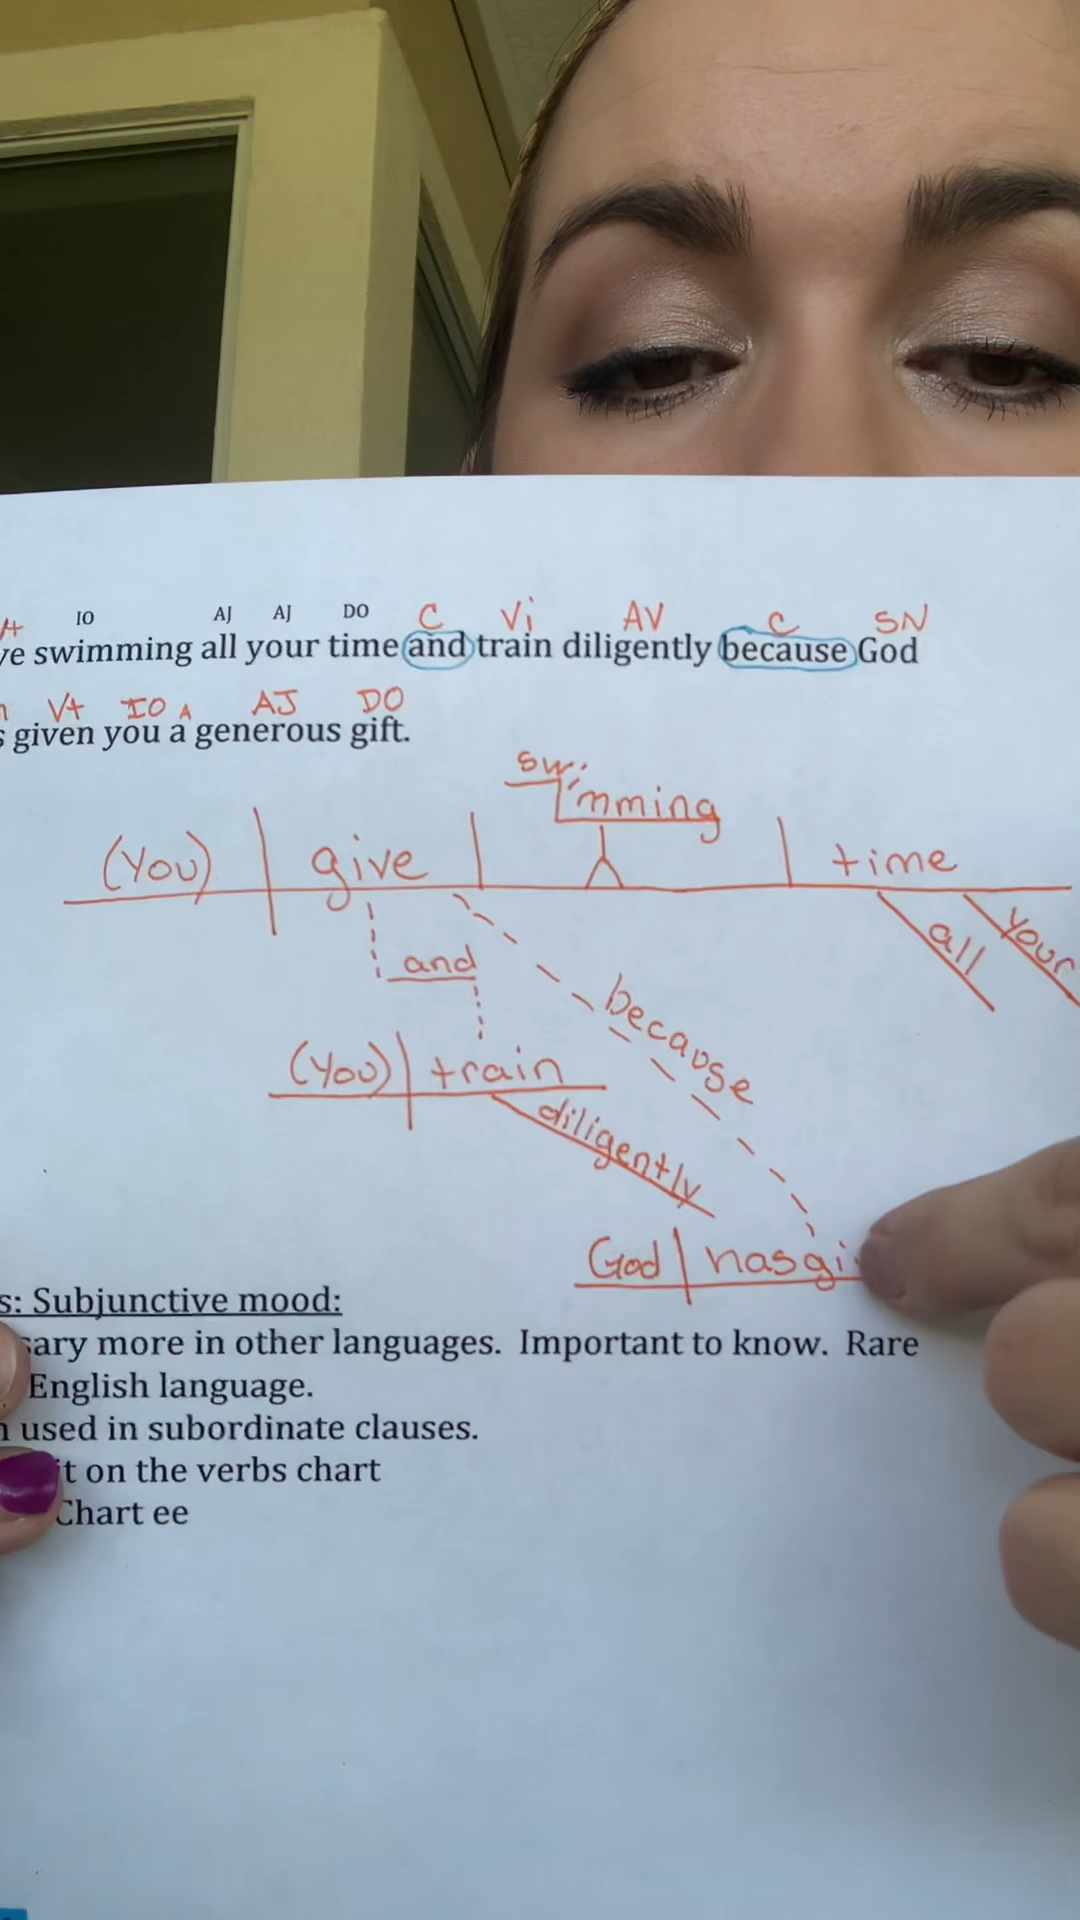 IO AJ AJ DO C Vi AV C SN
swimming all your time and train diligently because God
Vt IO A AJ DO
given you a generous gift.
swimming
(You) give time
all your
and
because
(You) train
diligently
God has gi
s: Subjunctive mood:
sary more in other languages. Important to know. Rare
English language.
used in subordinate clauses.
it on the verbs chart
Chart ee